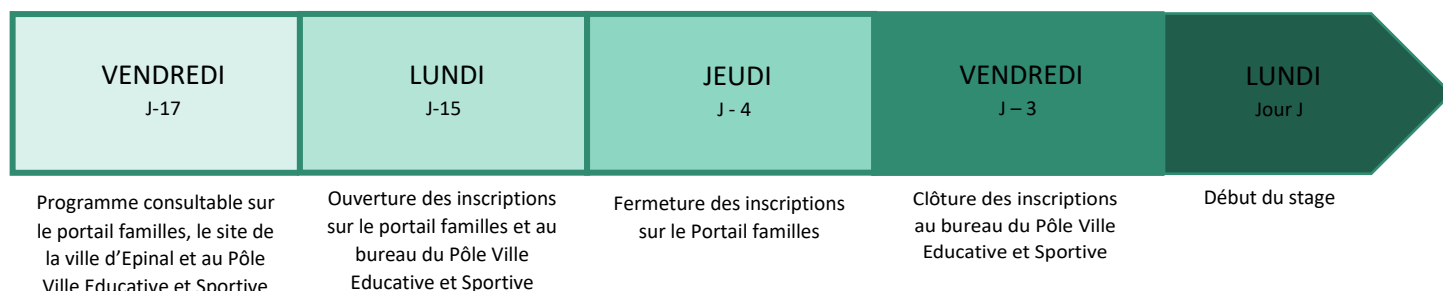 VENDREDI
J-17
LUNDI
J-15
JEUDI
J - 4
VENDREDI
J – 3
LUNDI
Jour J
Programme consultable sur
le portail familles, le site de
la ville d’Epinal et au Pôle
Ville Educative et Sportive
Ouverture des inscriptions
sur le portail familles et au
bureau du Pôle Ville
Educative et Sportive
Fermeture des inscriptions
sur le Portail familles
Clôture des inscriptions
au bureau du Pôle Ville
Educative et Sportive
Début du stage